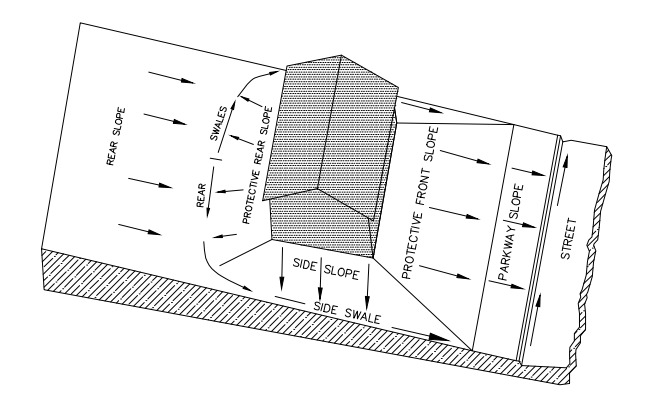 REAR SLOPE
SWALES
REAR
PROTECTIVE REAR SLOPE
SIDE SLOPE
SIDE SWALE
PROTECTIVE FRONT SLOPE
PARKWAY SLOPE
STREET